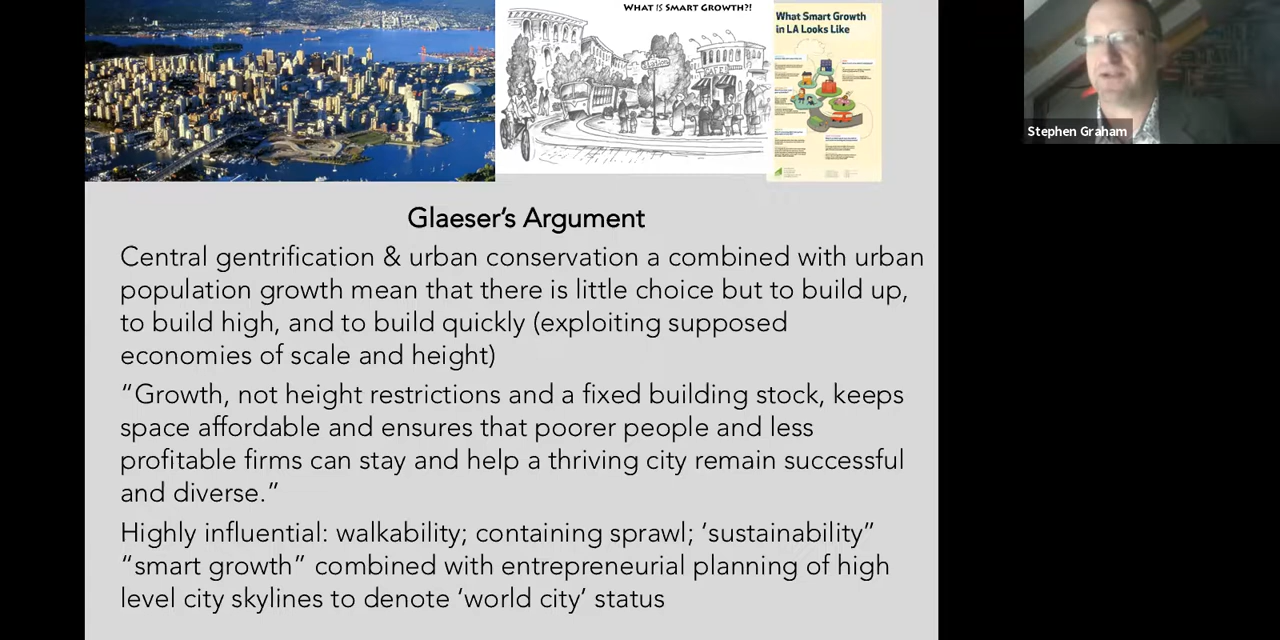 WHAT IS SMART GROWTH?!
What Smart Growth
in LA Looks Like
Stephen Graham
Glaeser’s Argument
Central gentrification & urban conservation a combined with urban
population growth mean that there is little choice but to build up,
to build high, and to build quickly (exploiting supposed
economies of scale and height)
“Growth, not height restrictions and a fixed building stock, keeps
space affordable and ensures that poorer people and less
profitable firms can stay and help a thriving city remain successful
and diverse.”
Highly influential: walkability; containing sprawl; ‘sustainability”
“smart growth” combined with entrepreneurial planning of high
level city skylines to denote ‘world city’ status